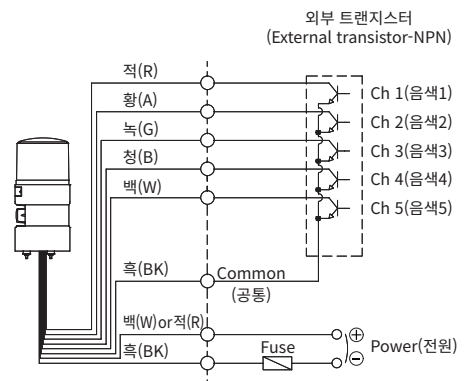 외부 트랜지스터
(External transistor-NPN)
적(R)
Ch 1(음색1)
황(A)
Ch 2(음색2)
녹(G)
Ch 3(음색3)
청(B)
Ch 4(음색4)
백(W)
Ch 5(음색5)
흑(BK)
Common
(공통)
백(W)or적(R)
Power(전원)
흑(BK)
Fuse